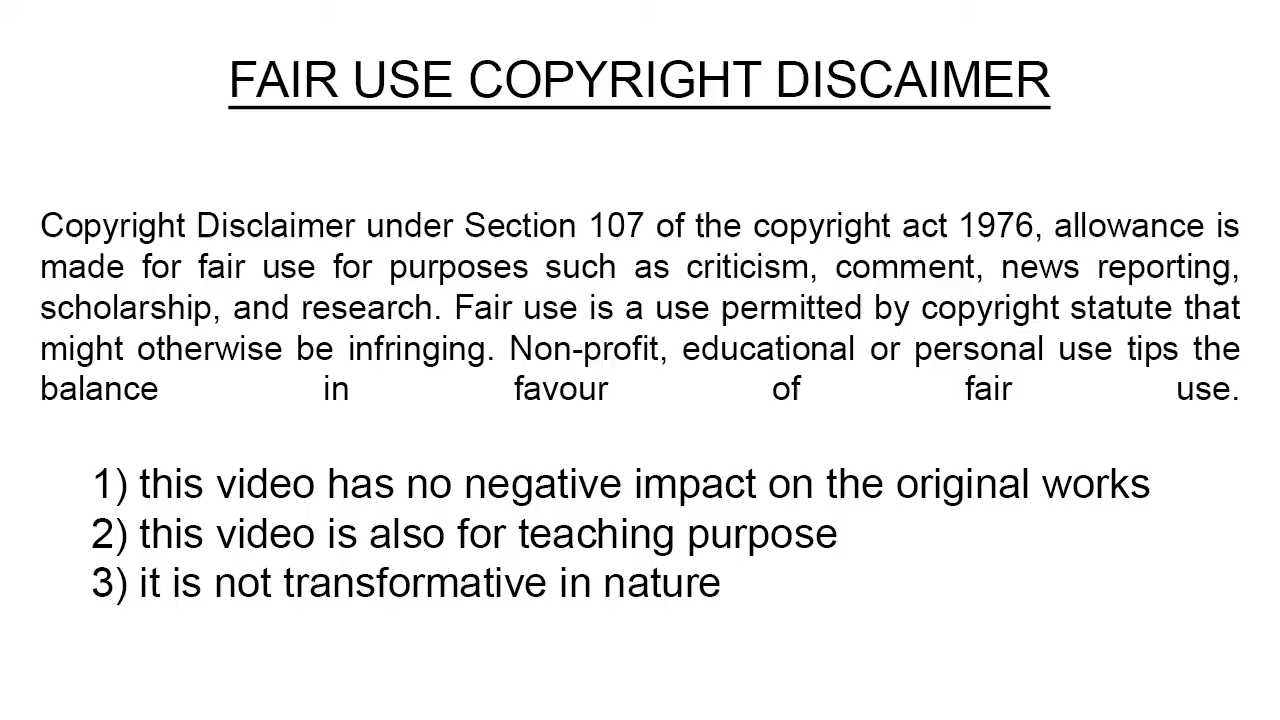 FAIR USE COPYRIGHT DISCAIMER
Copyright Disclaimer under Section 107 of the copyright act 1976, allowance is
made for fair use for purposes such as criticism, comment, news reporting,
scholarship, and research. Fair use is a use permitted by copyright statute that
might otherwise be infringing. Non-profit, educational or personal use tips the
balance in favour of fair use.
1) this video has no negative impact on the original works
2) this video is also for teaching purpose
3) it is not transformative in nature